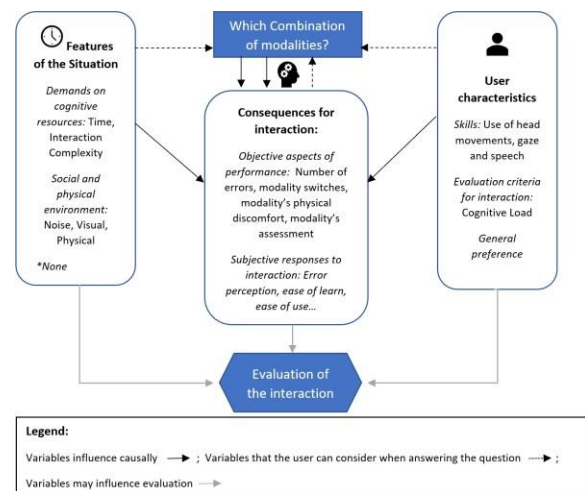 Features
of the Situation
Demands on
cognitive
resources: Time,
Interaction
Complexity
Social and
physical
environment:
Noise, Visual,
Physical
*None
Which Combination
of modalities?
Consequences for
interaction:
Objective aspects of
performance: Number of
errors, modality switches,
modality's physical
discomfort, modality's
assessment
Subjective responses to
interaction: Error
perception, ease of learn,
ease of use...
User
characteristics
Skills: Use of head
movements, gaze
and speech
Evaluation criteria
for interaction:
Cognitive Load
General
preference
Evaluation of
the interaction
Legend:
Variables influence causally ; Variables that the user can consider when answering the question ;
Variables may influence evaluation